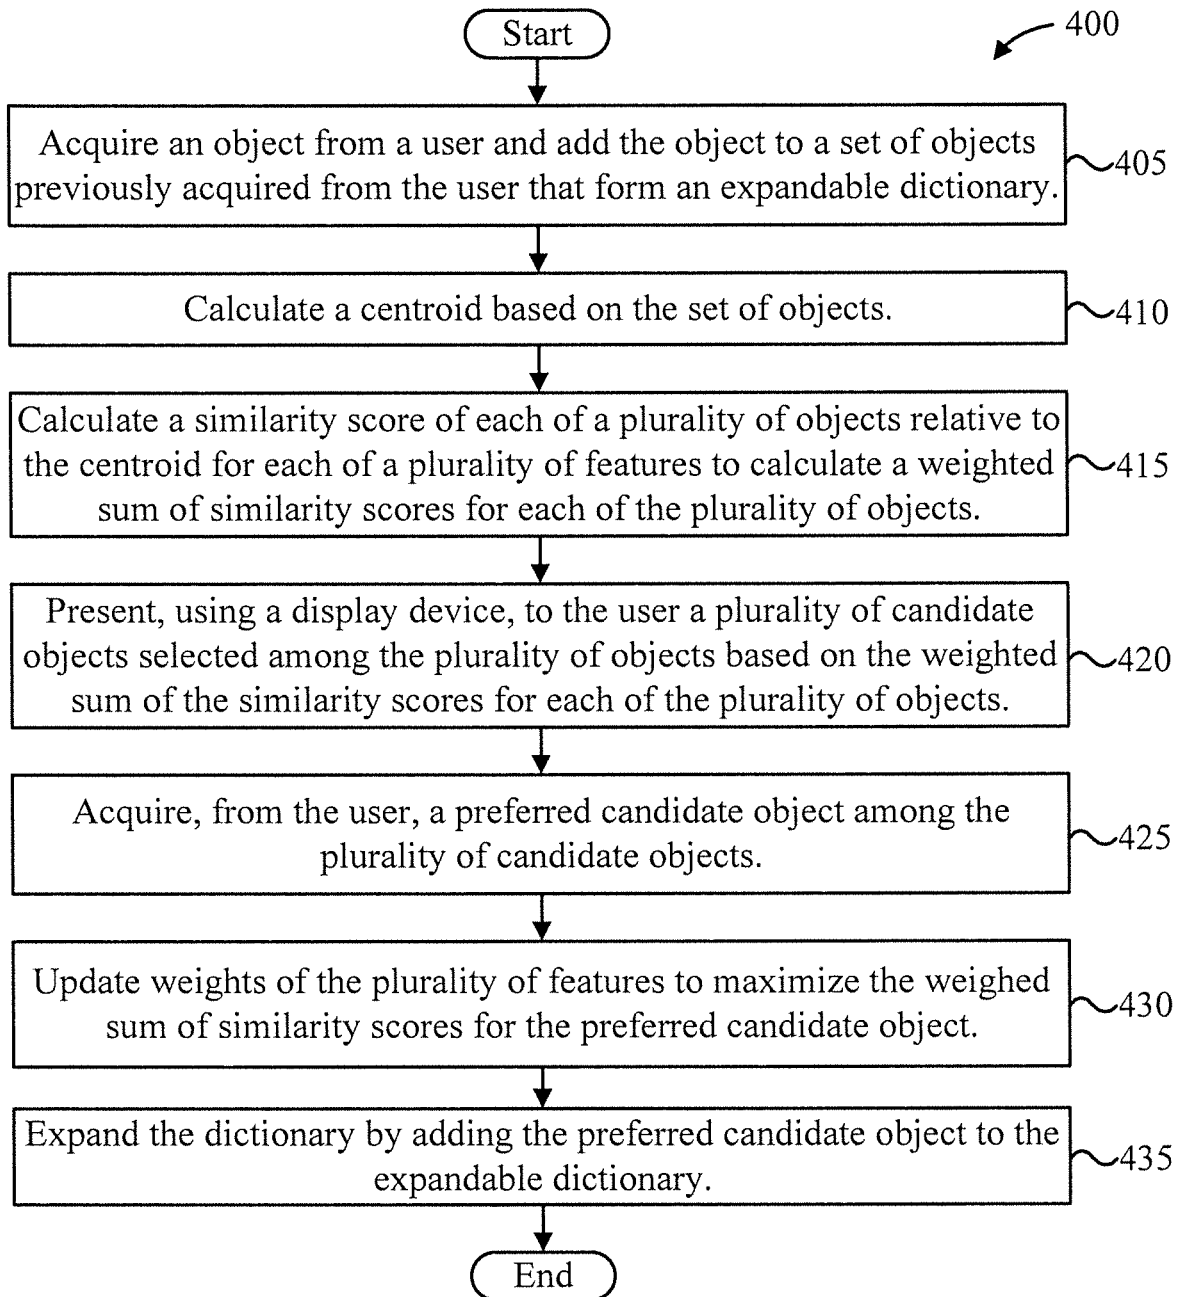 Start
400
Acquire an object from a user and add the object to a set of objects
previously acquired from the user that form an expandable dictionary.
405
Calculate a centroid based on the set of objects.
410
Calculate a similarity score of each of a plurality of objects relative to
the centroid for each of a plurality of features to calculate a weighted
sum of similarity scores for each of the plurality of objects.
415
Present, using a display device, to the user a plurality of candidate
objects selected among the plurality of objects based on the weighted
sum of the similarity scores for each of the plurality of objects.
420
Acquire, from the user, a preferred candidate object among the
plurality of candidate objects.
425
Update weights of the plurality of features to maximize the weighed
sum of similarity scores for the preferred candidate object.
430
Expand the dictionary by adding the preferred candidate object to the
expandable dictionary.
435
End